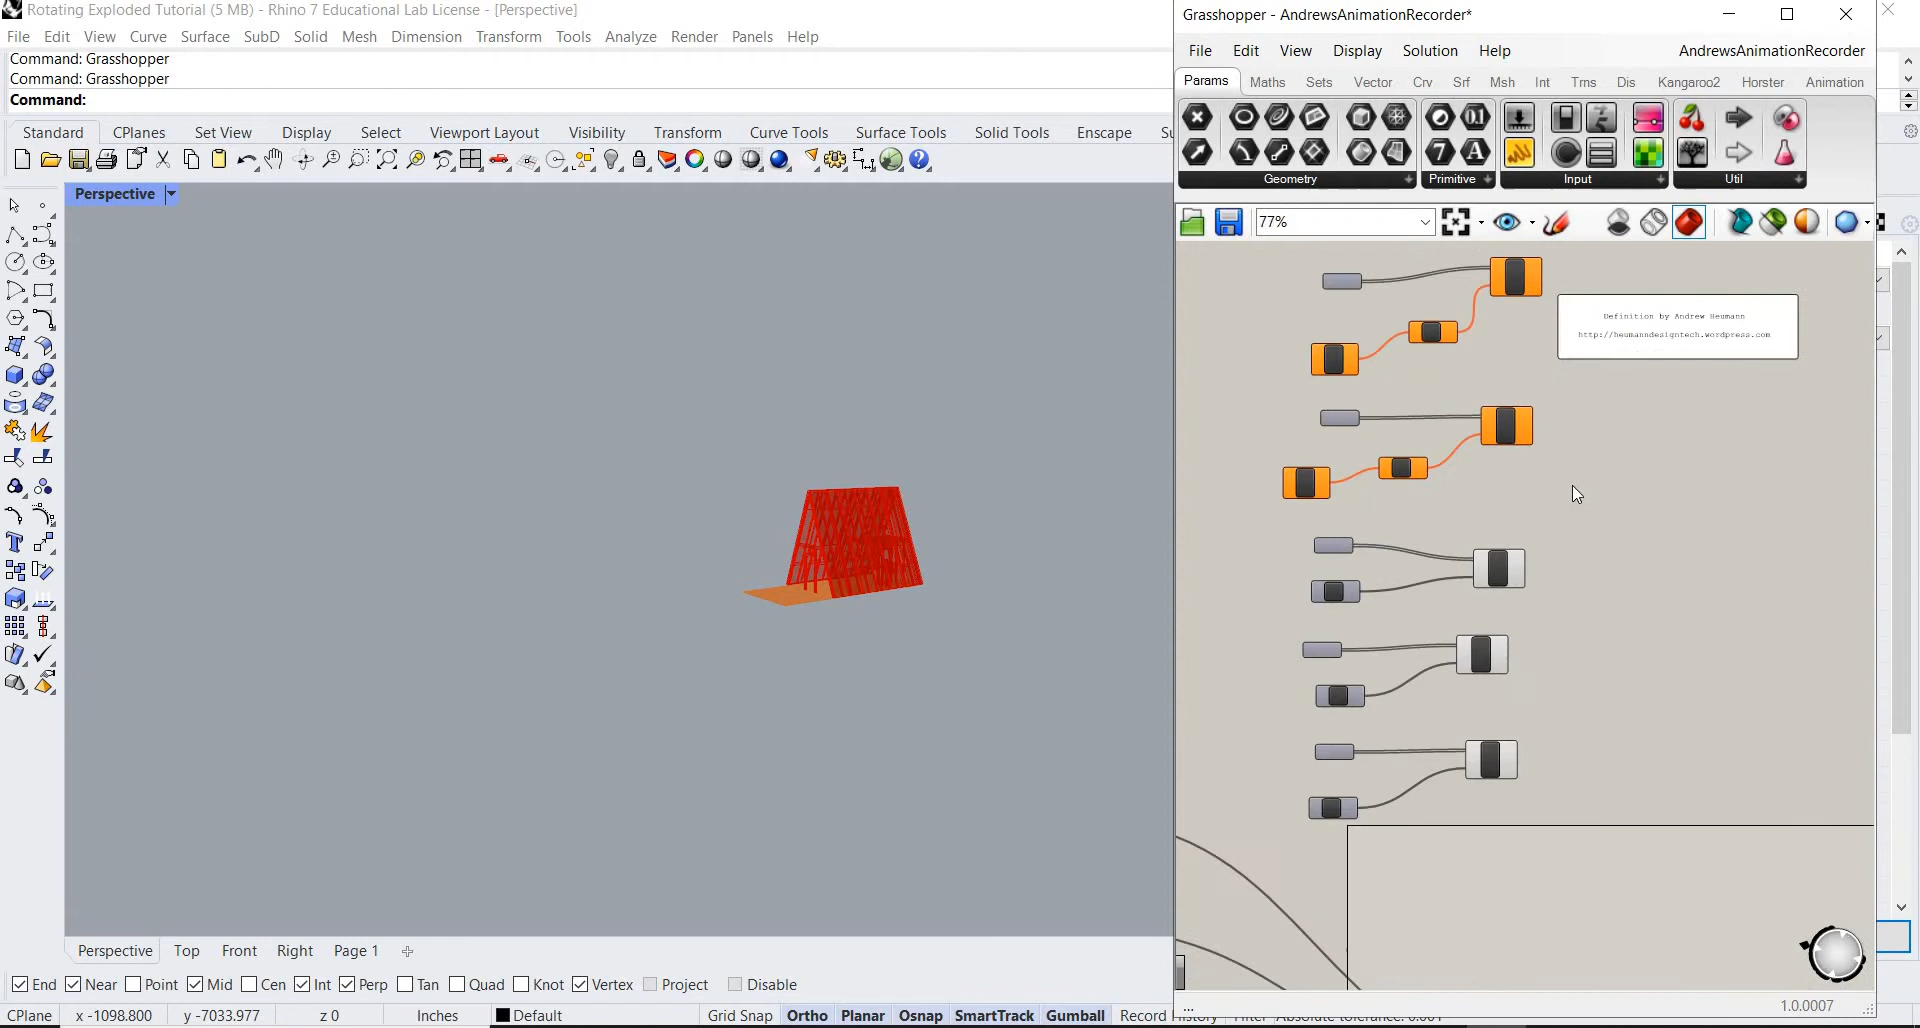 Rotating Exploded Tutorial (5 MB) - Rhino 7 Educational Lab License - [Perspective]
File Edit View Curve Surface SubD Solid Mesh Dimension Transform Tools Analyze Render Panels Help
Command: Grasshopper
Command: Grasshopper
Command:
Standard CPlanes Set View Display Select Viewport Layout Visibility Transform Curve Tools Surface Tools Solid Tools Enscape
Perspective
Perspective Top Front Right Page 1
End Near Point Mid Cen Int Perp Tan Quad Knot Vertex Project Disable
CPlane x -1098.800 y -7033.977 z 0 Inches Default Grid Snap Ortho Planar Osnap SmartTrack Gumball Record History Filter Absolute tolerance: 0.001
Grasshopper - AndrewsAnimationRecorder*
File Edit View Display Solution Help AndrewsAnimationRecorder
Params Maths Sets Vector Crv Srf Msh Int Trns Dis Kangaroo2 Horster Animation
Geometry Primitive Input Util
77%
Definition by Andrew Heumann
http://heumanndesigntech.wordpress.com
...
1.0.0007